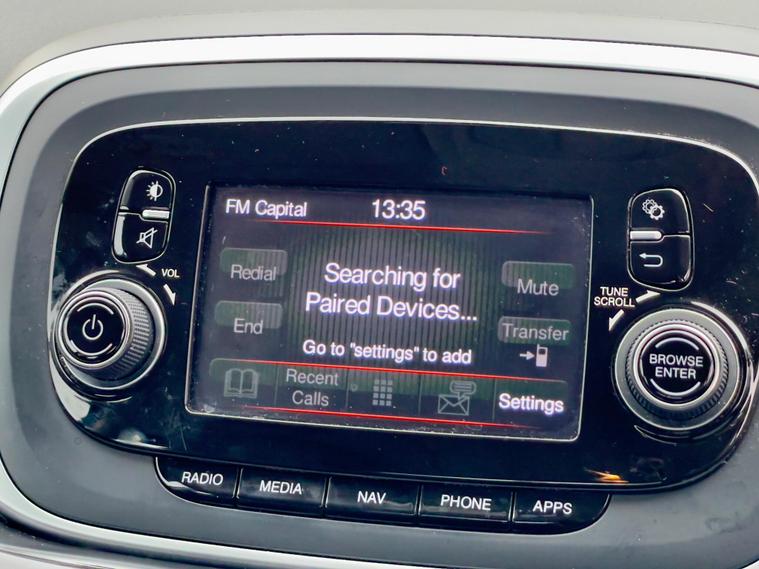 FM Capital 13:35
VOL
Redial
Searching for
Paired Devices...
Mute
End
Transfer
Go to "settings" to add
Recent
Calls
Settings
TUNE
SCROLL
BROWSE
ENTER
RADIO MEDIA NAV PHONE APPS